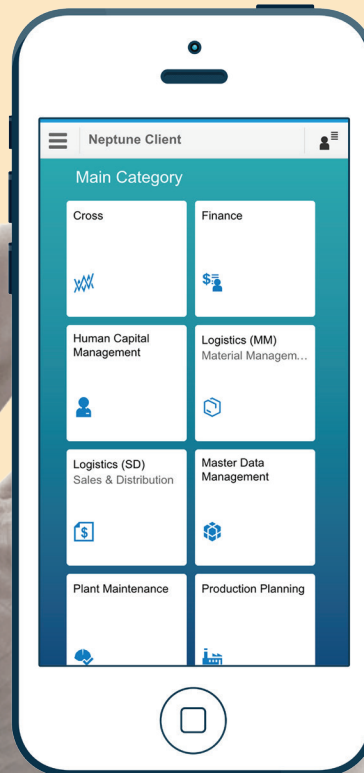 Neptune Client
Main Category
Cross
Finance
Human Capital
Management
Logistics (MM)
Material Managem...
Logistics (SD)
Sales & Distribution
Master Data
Management
Plant Maintenance
Production Planning